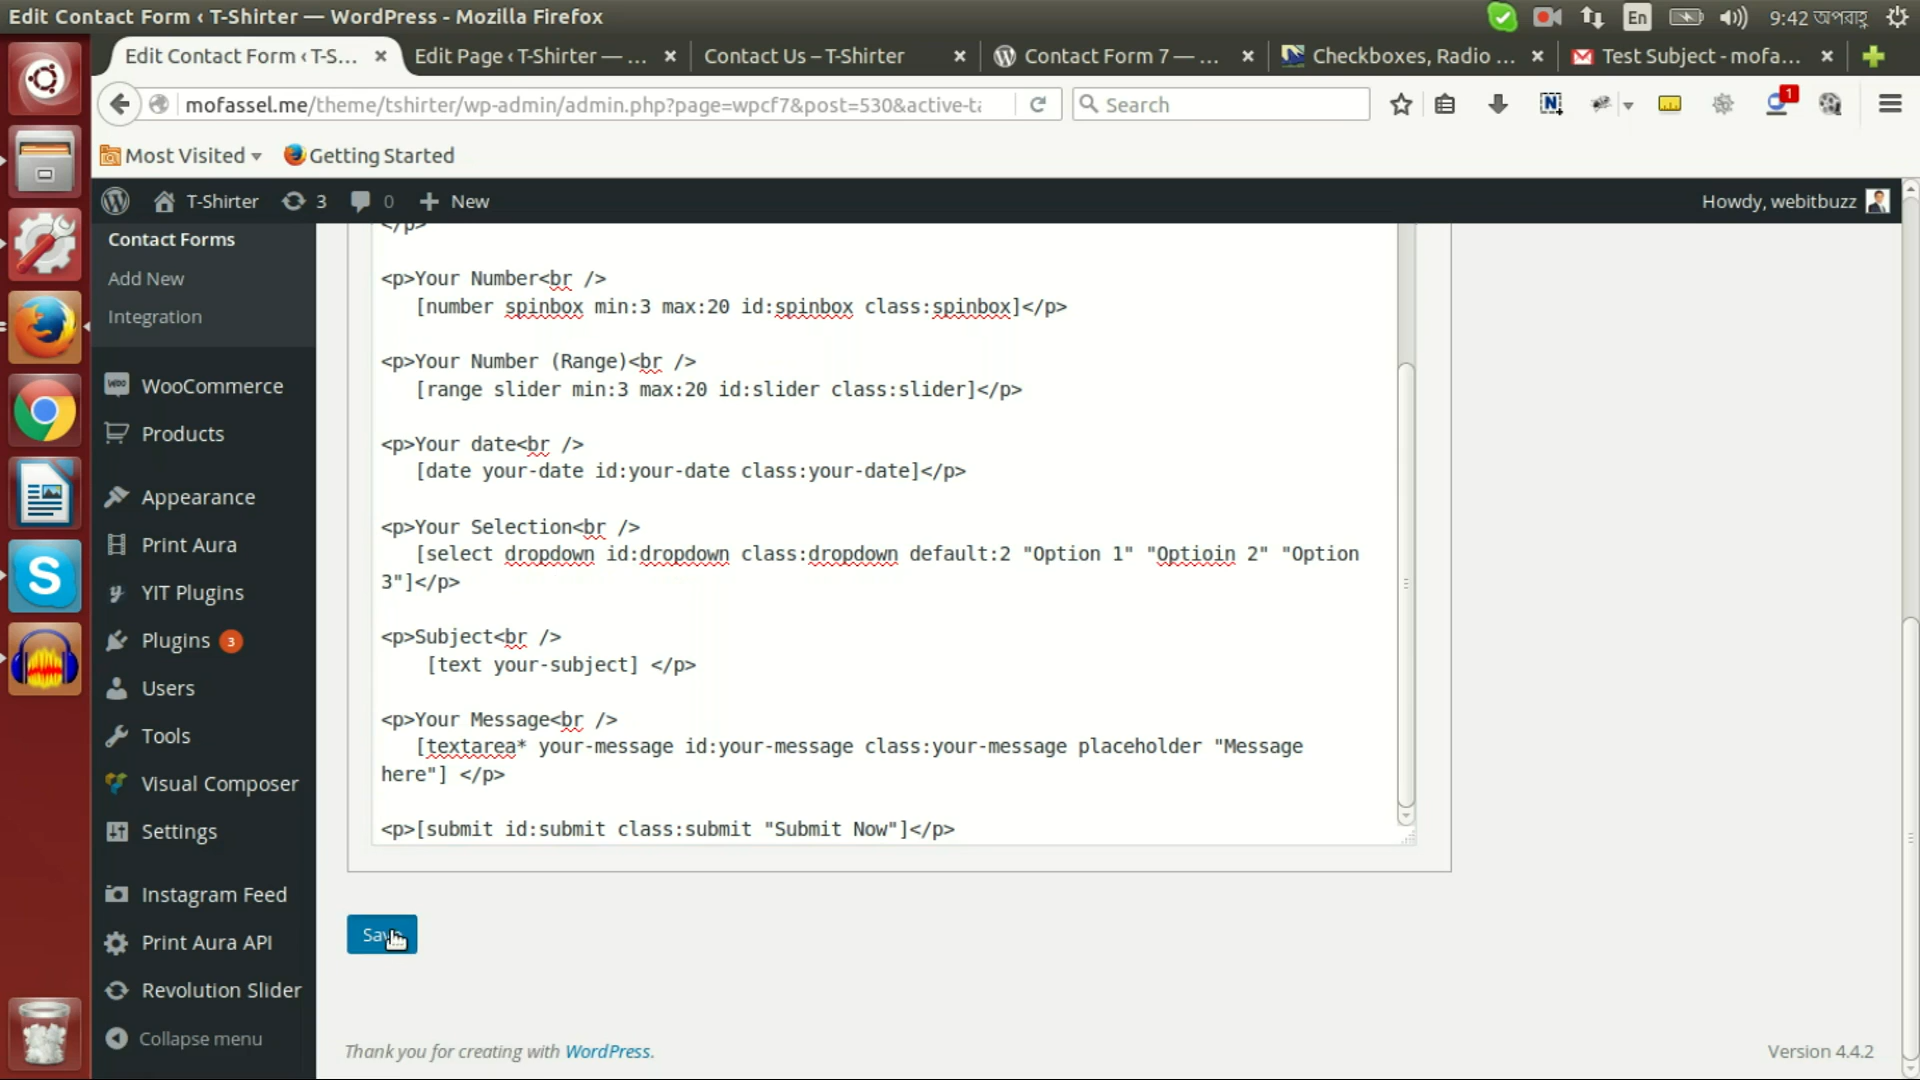 Edit Contact Form ‹ T-Shirter — WordPress - Mozilla Firefox
En
9:42 অপরাহ্ণ
Edit Contact Form ‹ T-S...
Edit Page ‹ T-Shirter — ...
Contact Us – T-Shirter
Contact Form 7 — ...
Checkboxes, Radio ...
Test Subject - mofa...
mofassel.me/theme/tshirter/wp-admin/admin.php?page=wpcf7&post=530&active-ta
Search
1
Most Visited
Getting Started
T-Shirter
3
0
New
Howdy, webitbuzz
Contact Forms
Add New
Integration
WooCommerce
Products
Appearance
Print Aura
YIT Plugins
Plugins 3
Users
Tools
Visual Composer
Settings
Instagram Feed
Print Aura API
Revolution Slider
Collapse menu
</p>
<p>Your Number<br />
[number spinbox min:3 max:20 id:spinbox class:spinbox]</p>
<p>Your Number (Range)<br />
[range slider min:3 max:20 id:slider class:slider]</p>
<p>Your date<br />
[date your-date id:your-date class:your-date]</p>
<p>Your Selection<br />
[select dropdown id:dropdown class:dropdown default:2 "Option 1" "Optioin 2" "Option
3"]</p>
<p>Subject<br />
[text your-subject] </p>
<p>Your Message<br />
[textarea* your-message id:your-message class:your-message placeholder "Message
here"] </p>
<p>[submit id:submit class:submit "Submit Now"]</p>
Save
Thank you for creating with WordPress.
Version 4.4.2